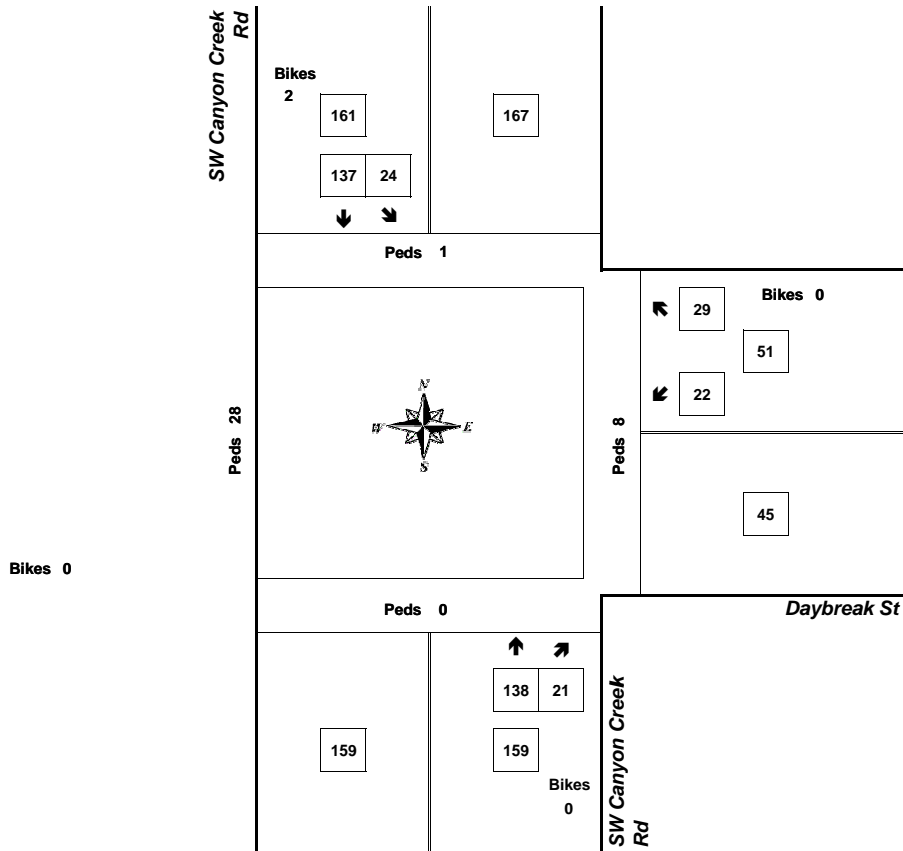 SW Canyon Creek
Rd
Bikes
2
161
167
137 24
Peds 1
29
Bikes 0
51
22
N
W E
S
Peds 28
Peds 8
45
Bikes 0
Peds 0
Daybreak St
138 21
159
159
Bikes
0
SW Canyon Creek
Rd